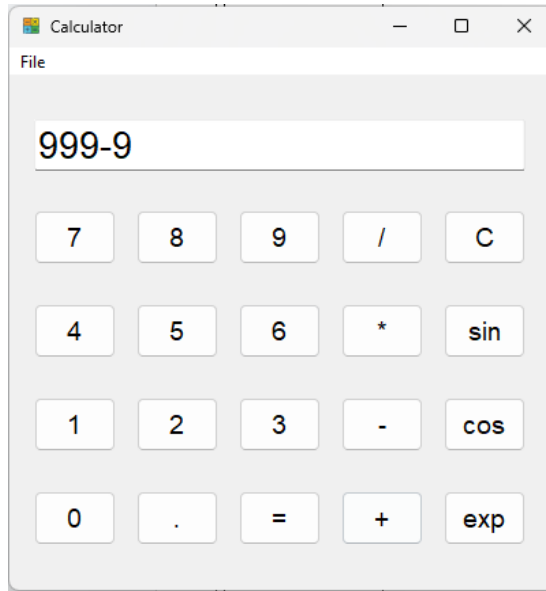 Calculator
File
999-9
7 8 9 / C
4 5 6 * sin
1 2 3 - cos
0 . = + exp